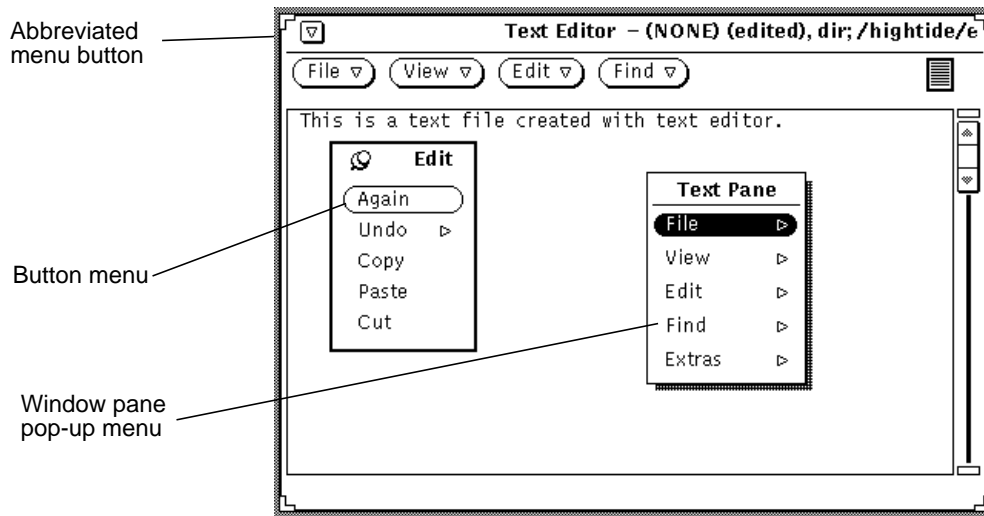 Abbreviated
menu button
Text Editor – (NONE) (edited), dir; /hightide/e
File View Edit Find
This is a text file created with text editor.
Edit
Again
Undo
Copy
Paste
Cut
Text Pane
File
View
Edit
Find
Extras
Button menu
Window pane
pop-up menu